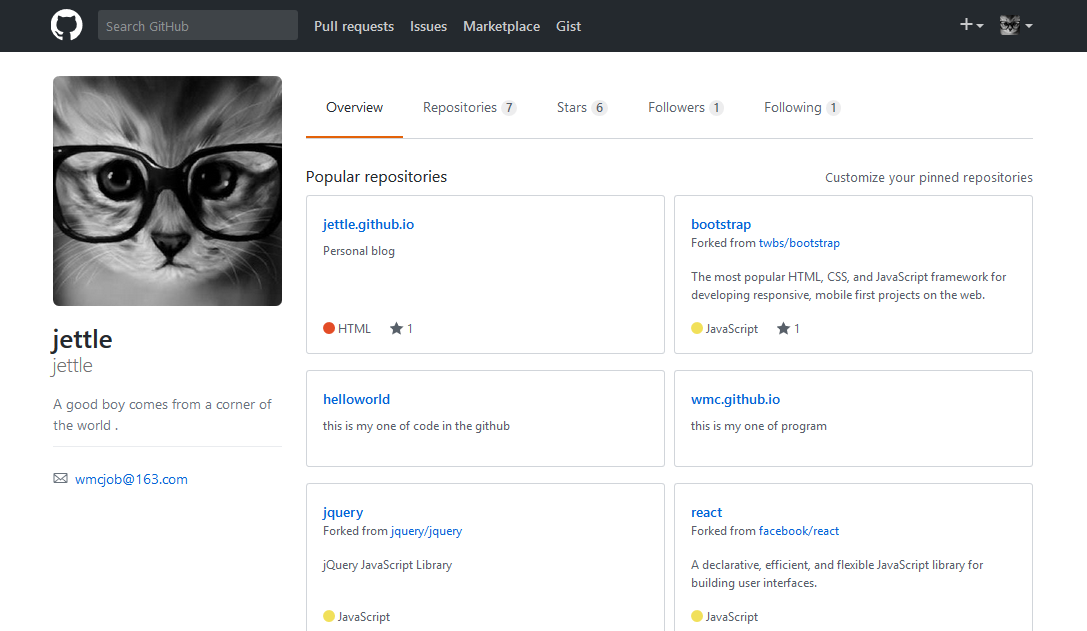 Search GitHub Pull requests Issues Marketplace Gist
Overview Repositories 7 Stars 6 Followers 1 Following 1
jettle
jettle
A good boy comes from a corner of
the world .
wmcjob@163.com
Popular repositories
Customize your pinned repositories
jettle.github.io
Personal blog
HTML 1
bootstrap
Forked from twbs/bootstrap
The most popular HTML, CSS, and JavaScript framework for
developing responsive, mobile first projects on the web.
JavaScript 1
helloworld
this is my one of code in the github
wmc.github.io
this is my one of program
jquery
Forked from jquery/jquery
jQuery JavaScript Library
JavaScript
react
Forked from facebook/react
A declarative, efficient, and flexible JavaScript library for
building user interfaces.
JavaScript